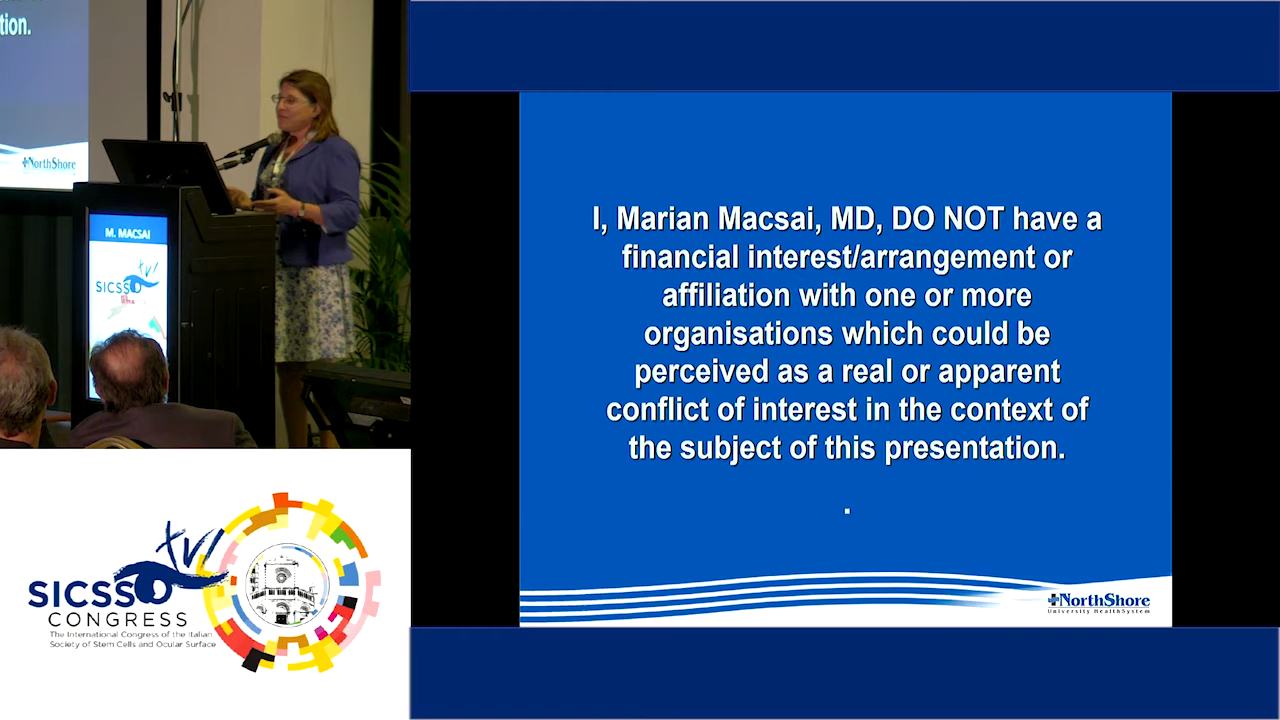 tion.
NorthShore
M. MACSAI
tv
SICSSO
I, Marian Macsai, MD, DO NOT have a
financial interest/arrangement or
affiliation with one or more
organisations which could be
perceived as a real or apparent
conflict of interest in the context of
the subject of this presentation.
.
NorthShore
University HealthSystem
tv
SICSSO
CONGRESS
The International Congress of the Italian
Society of Stem Cells and Ocular Surface